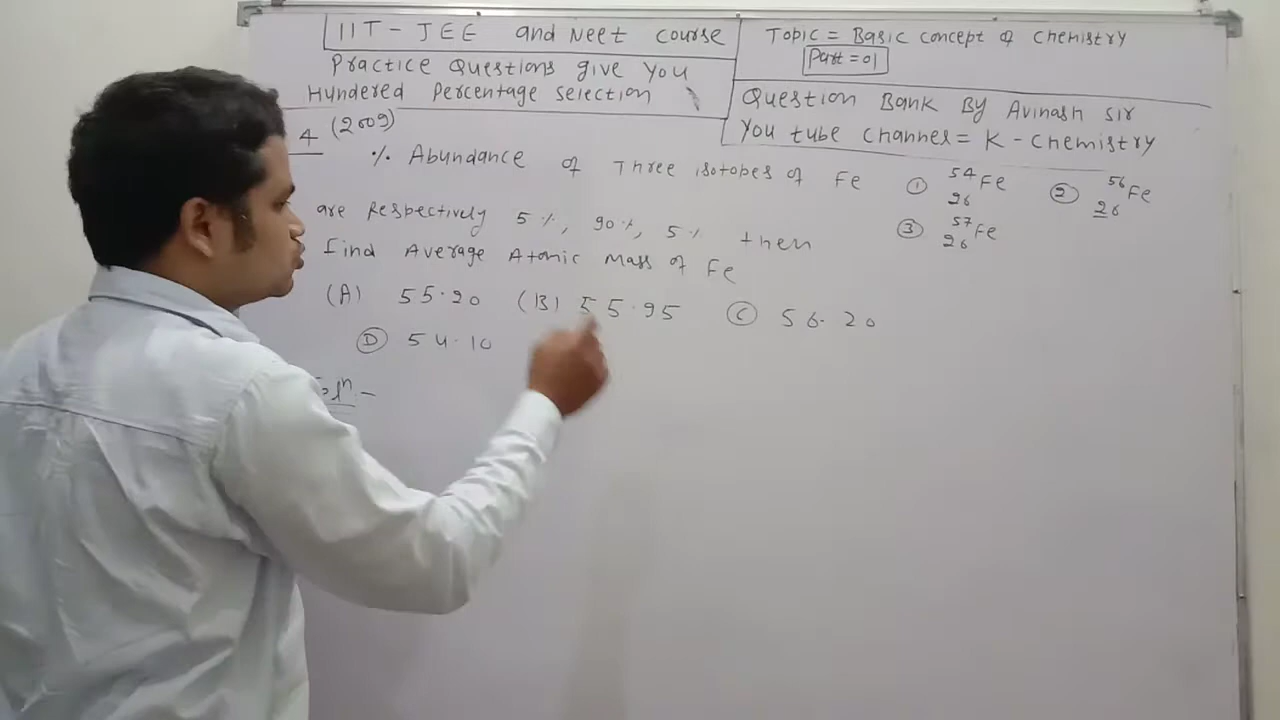 IIT - JEE and Neet course
Practice Questions give You
Hundered Percentage Selection
Topic = Basic concept of chemistry
Part = 01
Question Bank By Avinash sir
You tube channel = K - Chemistry
4 (2009)
% Abundance of Three isotopes of Fe ① 54 26 Fe ② 56 26 Fe
are Respectively 5 %, 90 %, 5 % then ③ 57 26 Fe
Find Average Atomic Mass of Fe
(A) 55.20 (B) 55.95 (C) 56.20
(D) 54.10
Solⁿ -